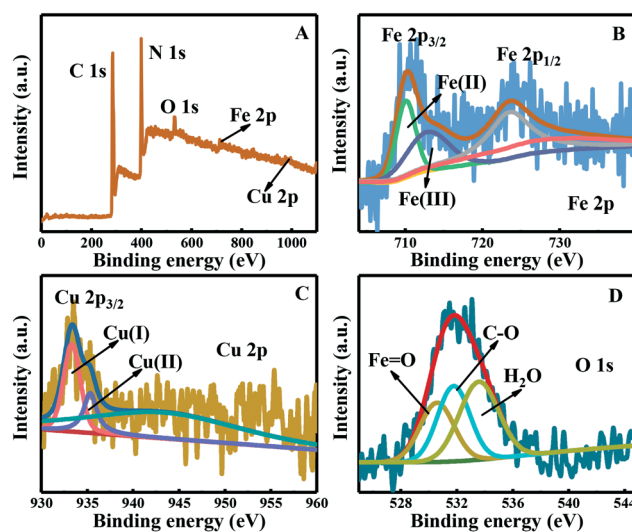 A
C 1s
N 1s
O 1s
Fe 2p
Cu 2p
Intensity (a.u.)
0 200 400 600 800 1000
Binding energy (eV)
B
Fe 2p3/2
Fe 2p1/2
Fe(II)
Fe(III)
Fe 2p
Intensity (a.u.)
710 720 730
Binding energy (eV)
C
Cu 2p3/2
Cu(I)
Cu(II)
Cu 2p
Intensity (a.u.)
930 935 940 945 950 955 960
Binding energy (eV)
D
C-O
Fe=O
H2O
O 1s
Intensity (a.u.)
528 532 536 540 544
Binding energy (eV)